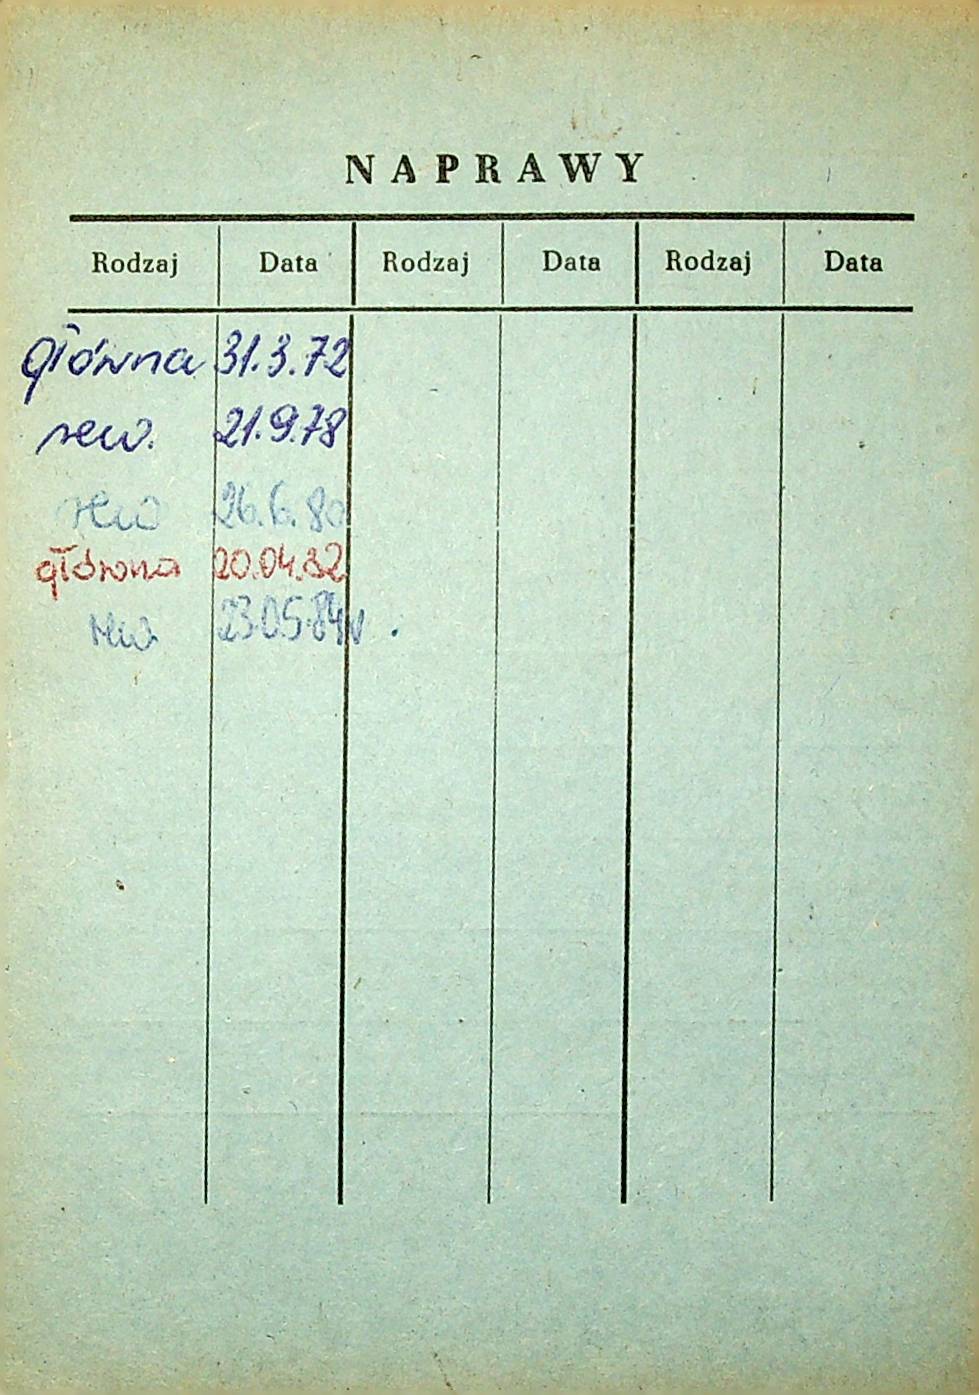 NAPRAWY
Rodzaj Data Rodzaj Data Rodzaj Data
główna 31.3.72
rew. 21.9.78
rew 26.6.80
główna 20.04.82
rew. 23.05.84r.